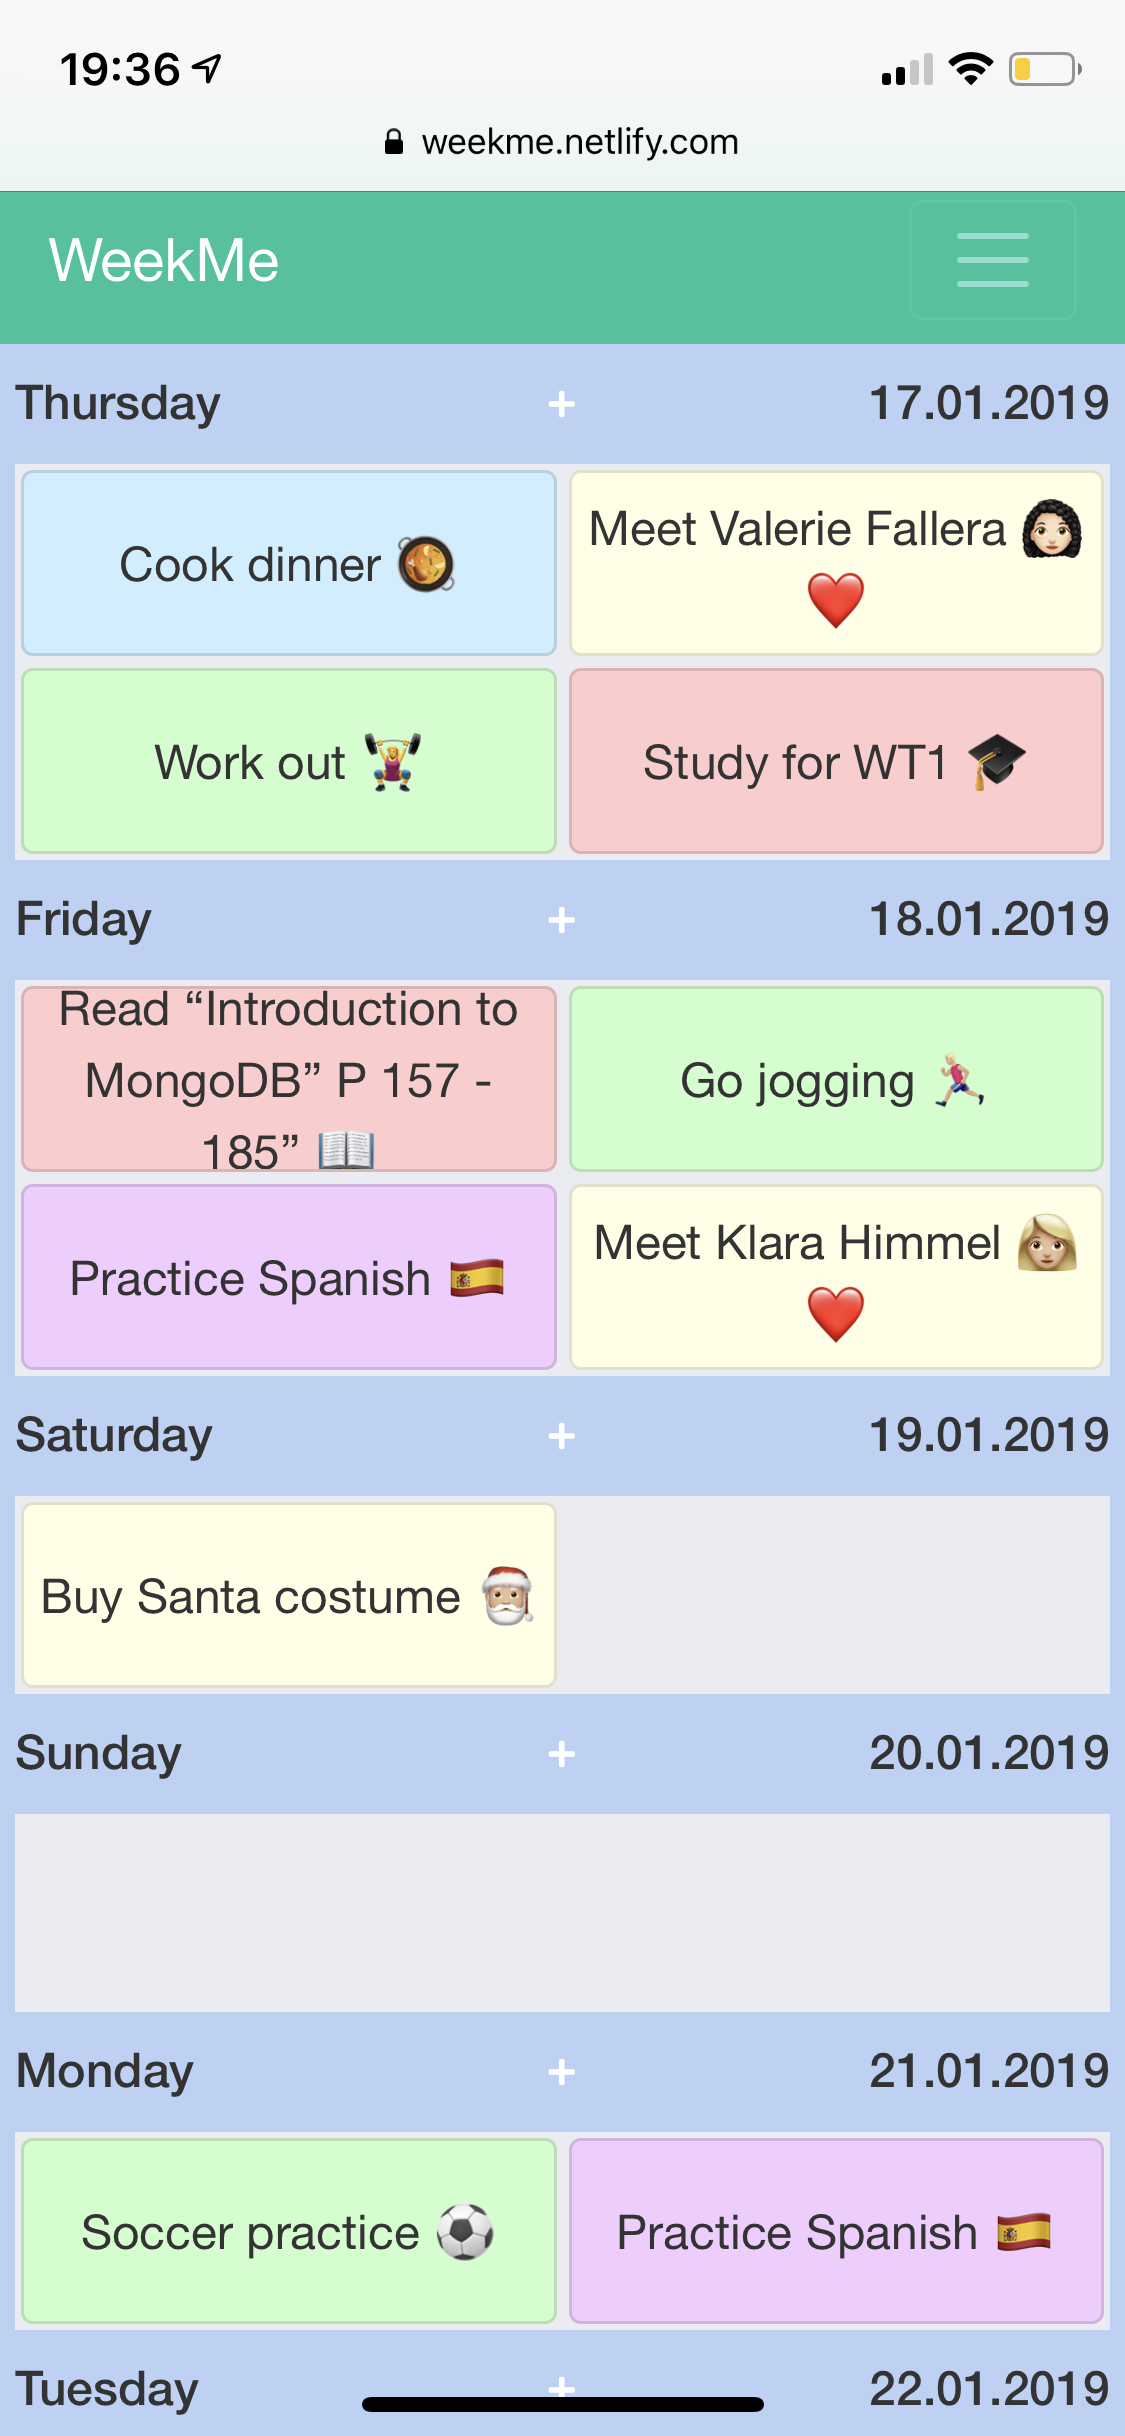 19:36
weekme.netlify.com
WeekMe
Thursday + 17.01.2019
Cook dinner 🥘
Meet Valerie Fallera 👩🏻‍🦱
❤️
Work out 🏋️‍♀️
Study for WT1 🎓
Friday + 18.01.2019
Read “Introduction to
MongoDB” P 157 -
185” 📖
Go jogging 🏃🏼
Practice Spanish 🇪🇸
Meet Klara Himmel 👩🏼
❤️
Saturday + 19.01.2019
Buy Santa costume 🎅🏼
Sunday + 20.01.2019
Monday + 21.01.2019
Soccer practice ⚽
Practice Spanish 🇪🇸
Tuesday + 22.01.2019